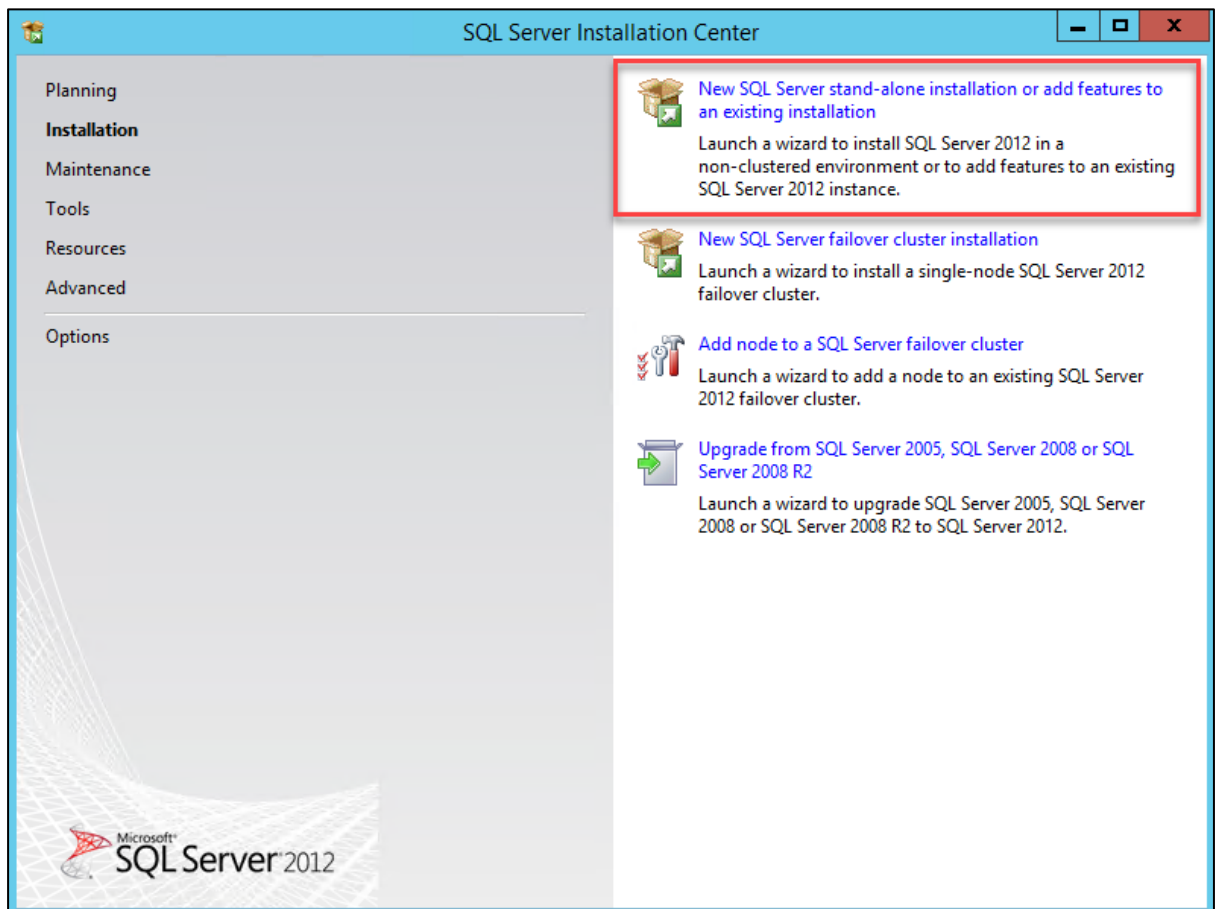 SQL Server Installation Center
Planning
Installation
Maintenance
Tools
Resources
Advanced
Options
New SQL Server stand-alone installation or add features to
an existing installation
Launch a wizard to install SQL Server 2012 in a
non-clustered environment or to add features to an existing
SQL Server 2012 instance.
New SQL Server failover cluster installation
Launch a wizard to install a single-node SQL Server 2012
failover cluster.
Add node to a SQL Server failover cluster
Launch a wizard to add a node to an existing SQL Server
2012 failover cluster.
Upgrade from SQL Server 2005, SQL Server 2008 or SQL
Server 2008 R2
Launch a wizard to upgrade SQL Server 2005, SQL Server
2008 or SQL Server 2008 R2 to SQL Server 2012.
Microsoft®
SQL Server® 2012